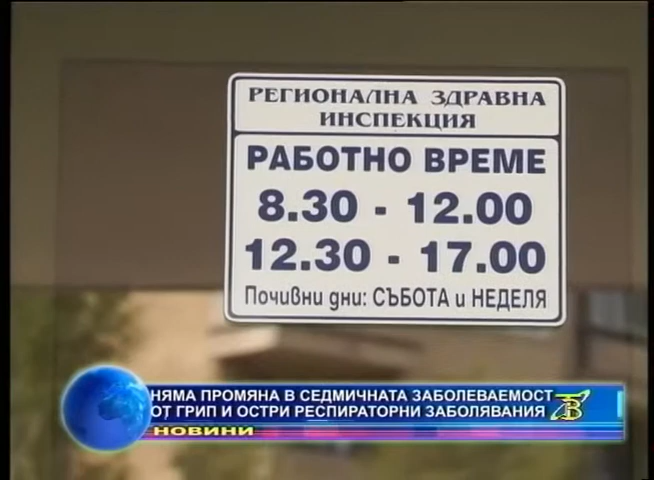 РЕГИОНАЛНА ЗДРАВНА
ИНСПЕКЦИЯ
РАБОТНО ВРЕМЕ
8.30 - 12.00
12.30 - 17.00
Почивни дни: СЪБОТА и НЕДЕЛЯ
НЯМА ПРОМЯНА В СЕДМИЧНАТА ЗАБОЛЕВАЕМОСТ
ОТ ГРИП И ОСТРИ РЕСПИРАТОРНИ ЗАБОЛЯВАНИЯ
НОВИНИ